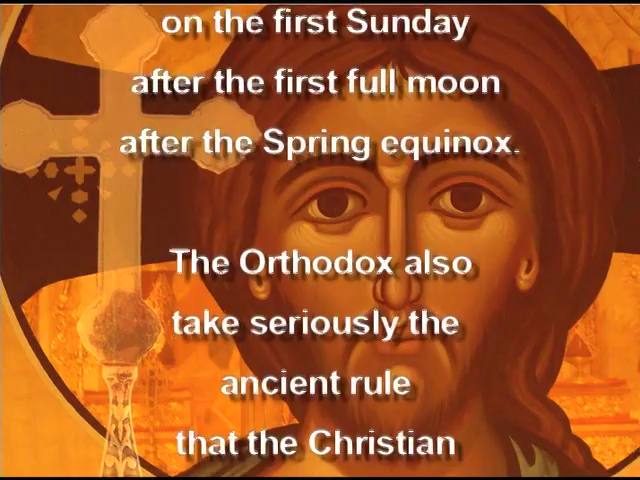 on the first Sunday
after the first full moon
after the Spring equinox.
The Orthodox also
take seriously the
ancient rule
that the Christian